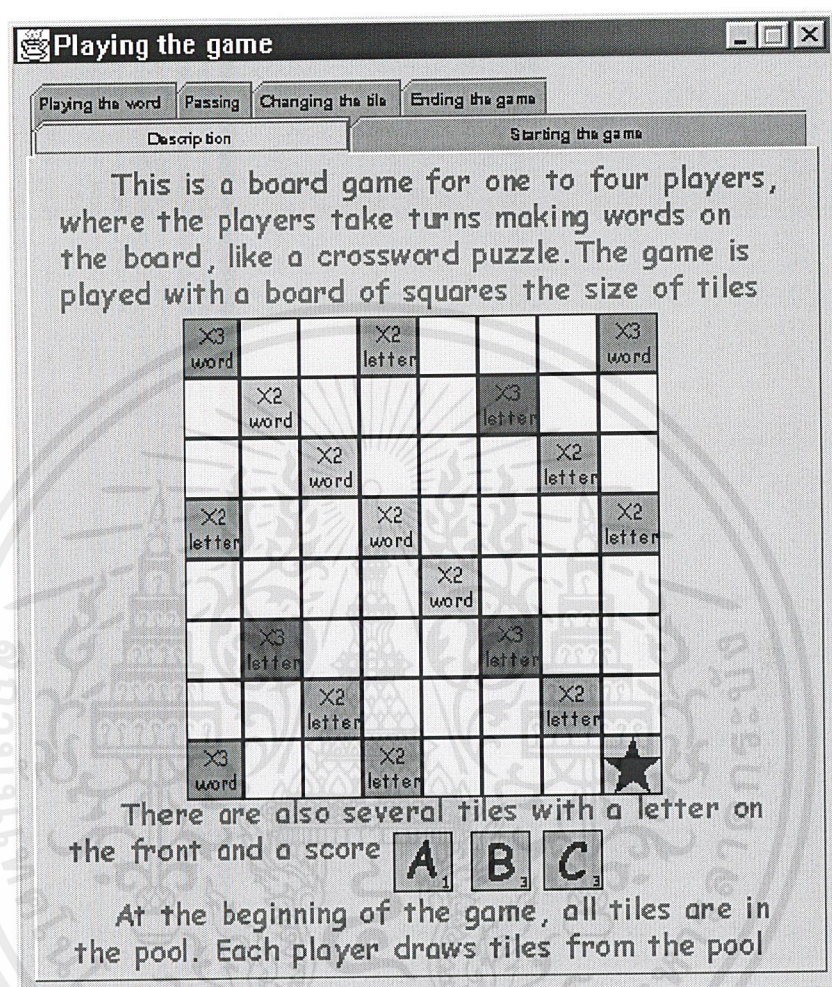 Playing the game
Playing the word Passing Changing the tile Ending the game
Description Starting the game
This is a board game for one to four players,
where the players take turns making words on
the board, like a crossword puzzle. The game is
played with a board of squares the size of tiles
X3 word X2 letter X3 word
X2 word X3 letter
X2 word X2 letter
X2 letter X2 word X2 letter
X2 word
X3 letter X3 letter
X2 letter X2 letter
X3 word X2 letter
There are also several tiles with a letter on
the front and a score A1 B3 C3
At the beginning of the game, all tiles are in
the pool. Each player draws tiles from the pool